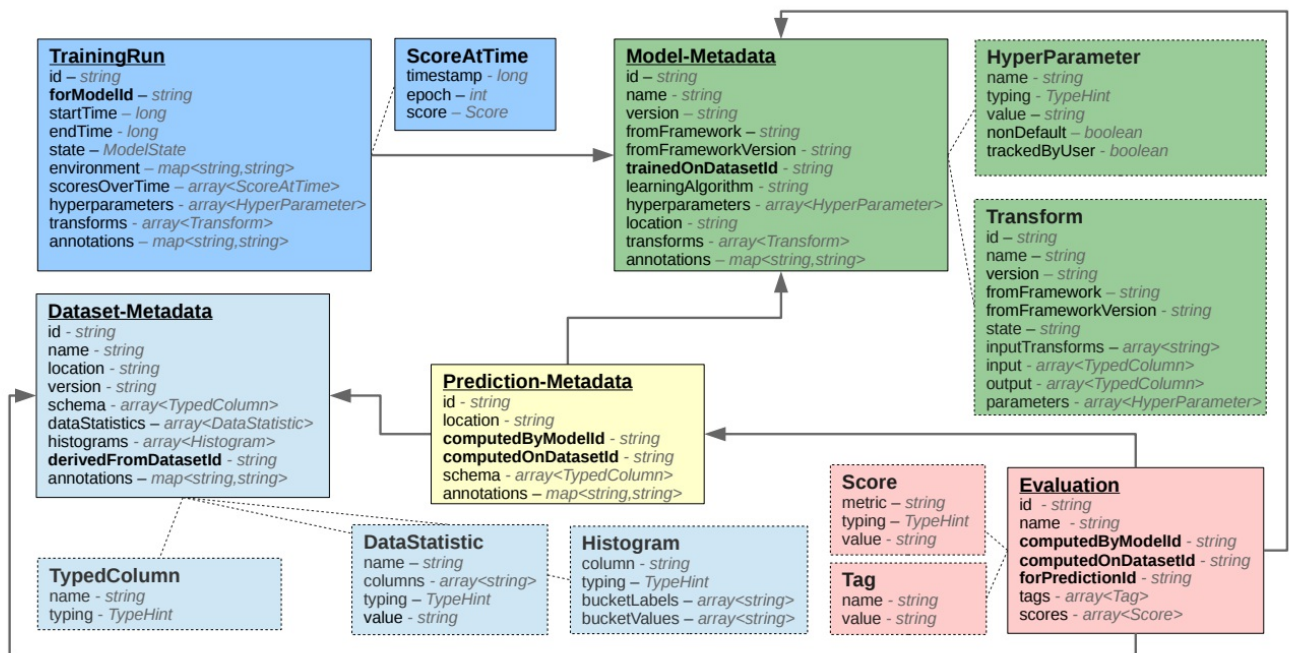 TrainingRun
id – string
forModelId – string
startTime – long
endTime - long
state – ModelState
environment – map<string,string>
scoresOverTime – array<ScoreAtTime>
hyperparameters – array<HyperParameter>
transforms – array<Transform>
annotations – map<string,string>
ScoreAtTime
timestamp - long
epoch – int
score – Score
Model-Metadata
id – string
name - string
version - string
fromFramework – string
fromFrameworkVersion - string
trainedOnDatasetId - string
learningAlgorithm - string
hyperparameters - array<HyperParameter>
location - string
transforms - array<Transform>
annotations – map<string,string>
HyperParameter
name - string
typing - TypeHint
value – string
nonDefault – boolean
trackedByUser - boolean
Transform
id – string
name - string
version – string
fromFramework – string
fromFrameworkVersion - string
state - string
inputTransforms - array<string>
input - array<TypedColumn>
output - array<TypedColumn>
parameters - array<HyperParameter>
Dataset-Metadata
id - string
name - string
location - string
version - string
schema - array<TypedColumn>
dataStatistics – array<DataStatistic>
histograms - array<Histogram>
derivedFromDatasetId - string
annotations – map<string,string>
Prediction-Metadata
id - string
location - string
computedByModelId - string
computedOnDatasetId - string
schema - array<TypedColumn>
annotations – map<string,string>
TypedColumn
name - string
typing - TypeHint
DataStatistic
name – string
columns - array<string>
typing – TypeHint
value – string
Histogram
column - string
typing - TypeHint
bucketLabels – array<string>
bucketValues – array<string>
Score
metric – string
typing – TypeHint
value – string
Tag
name - string
value - string
Evaluation
id - string
name - string
computedByModelId - string
computedOnDatasetId - string
forPredictionId - string
tags - array<Tag>
scores - array<Score>